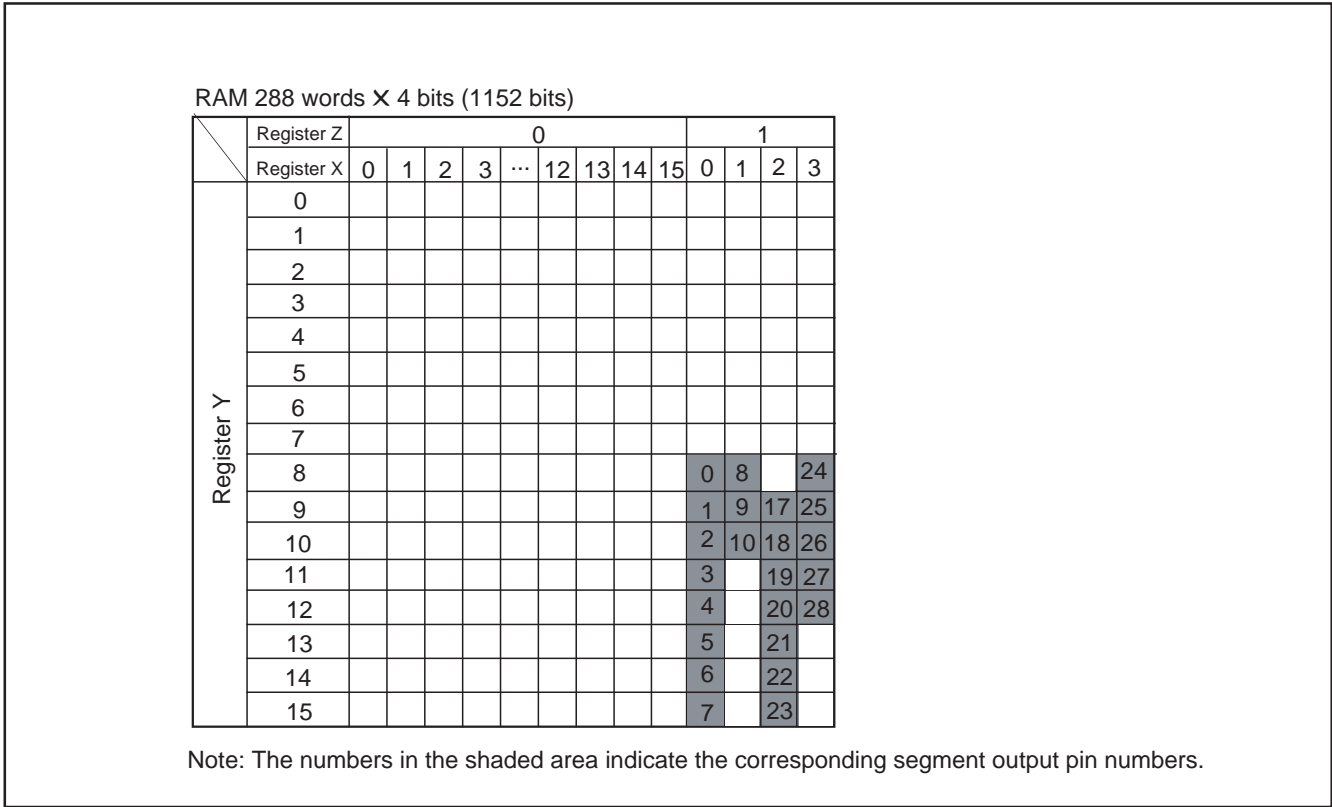 RAM 288 words X 4 bits (1152 bits)
Register Z 0 1
Register X 0 1 2 3 ... 12 13 14 15 0 1 2 3
Register Y
0
1
2
3
4
5
6
7
8 0 8 24
9 1 9 17 25
10 2 10 18 26
11 3 19 27
12 4 20 28
13 5 21
14 6 22
15 7 23
Note: The numbers in the shaded area indicate the corresponding segment output pin numbers.